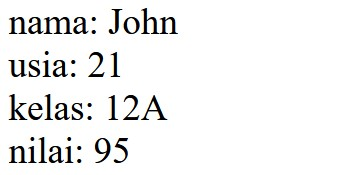 nama: John
usia: 21
kelas: 12A
nilai: 95